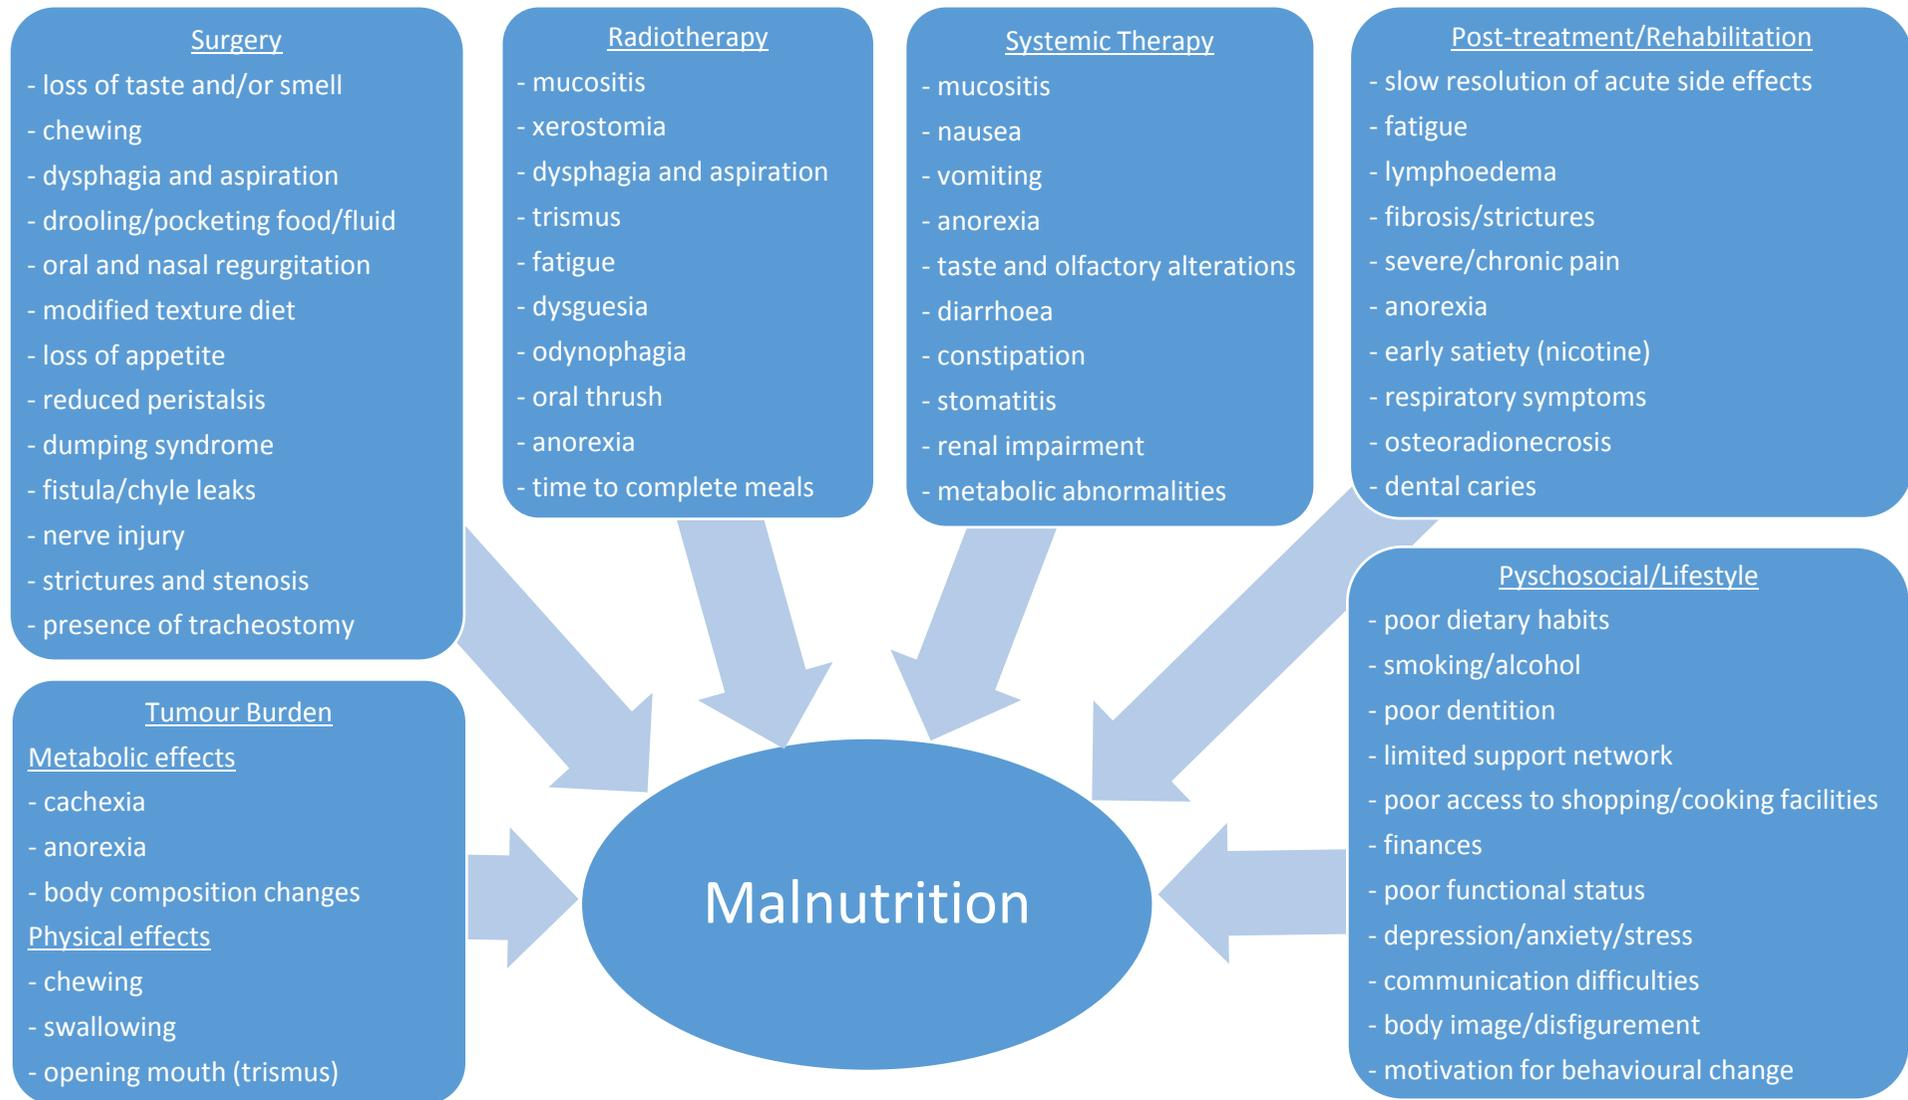 Surgery
- loss of taste and/or smell
- chewing
- dysphagia and aspiration
- drooling/pocketing food/fluid
- oral and nasal regurgitation
- modified texture diet
- loss of appetite
- reduced peristalsis
- dumping syndrome
- fistula/chyle leaks
- nerve injury
- strictures and stenosis
- presence of tracheostomy
Radiotherapy
- mucositis
- xerostomia
- dysphagia and aspiration
- trismus
- fatigue
- dysguesia
- odynophagia
- oral thrush
- anorexia
- time to complete meals
Systemic Therapy
- mucositis
- nausea
- vomiting
- anorexia
- taste and olfactory alterations
- diarrhoea
- constipation
- stomatitis
- renal impairment
- metabolic abnormalities
Post-treatment/Rehabilitation
- slow resolution of acute side effects
- fatigue
- lymphoedema
- fibrosis/strictures
- severe/chronic pain
- anorexia
- early satiety (nicotine)
- respiratory symptoms
- osteoradionecrosis
- dental caries
Tumour Burden
Metabolic effects
- cachexia
- anorexia
- body composition changes
Physical effects
- chewing
- swallowing
- opening mouth (trismus)
Malnutrition
Pyschosocial/Lifestyle
- poor dietary habits
- smoking/alcohol
- poor dentition
- limited support network
- poor access to shopping/cooking facilities
- finances
- poor functional status
- depression/anxiety/stress
- communication difficulties
- body image/disfigurement
- motivation for behavioural change